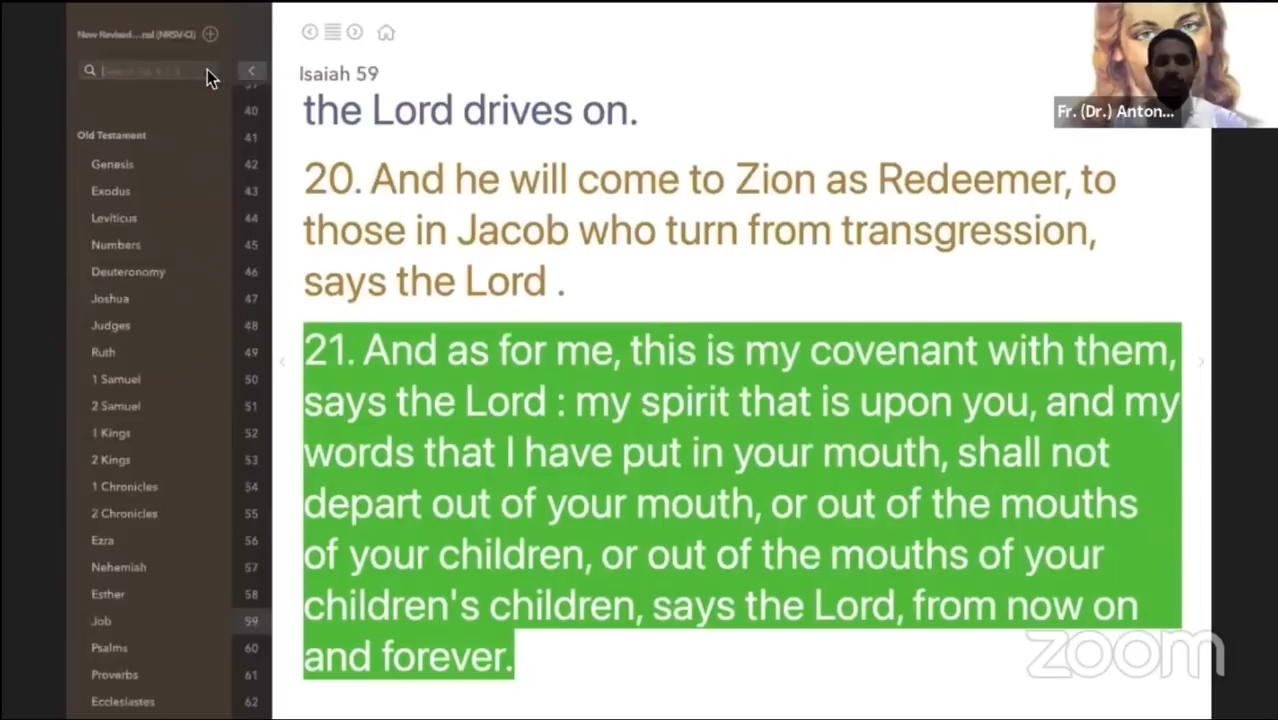 New Revised...nal (NRSV-CI)
Old Testament
Genesis
Exodus
Leviticus
Numbers
Deuteronomy
Joshua
Judges
Ruth
1 Samuel
2 Samuel
1 Kings
2 Kings
1 Chronicles
2 Chronicles
Ezra
Nehemiah
Esther
Job
Psalms
Proverbs
Ecclesiastes
40
41
42
43
44
45
46
47
48
49
50
51
52
53
54
55
56
57
58
59
60
61
62
Isaiah 59
the Lord drives on.
20. And he will come to Zion as Redeemer, to
those in Jacob who turn from transgression,
says the Lord .
21. And as for me, this is my covenant with them,
says the Lord : my spirit that is upon you, and my
words that I have put in your mouth, shall not
depart out of your mouth, or out of the mouths
of your children, or out of the mouths of your
children's children, says the Lord, from now on
and forever.
Fr. (Dr.) Anton...
zoom